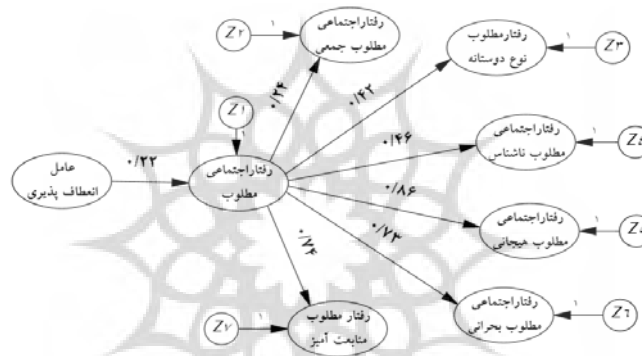 Z۲
۱
رفتاراجتماعی
مطلوب جمعی
رفتارمطلوب
نوع دوستانه
۱
Z۳
۰/۲۴
۰/۴۲
Z۱
۱
رفتاراجتماعی
مطلوب ناشناس
۱
۰/۴۶
عامل
انعطاف پذیری
۰/۲۲
رفتاراجتماعی
مطلوب
۰/۸۶
رفتاراجتماعی
مطلوب هیجانی
۱
۰/۷۴
۰/۷۳
Z۷
۱
رفتار مطلوب
متابعت آمیز
رفتاراجتماعی
مطلوب بحرانی
۱
Z۶